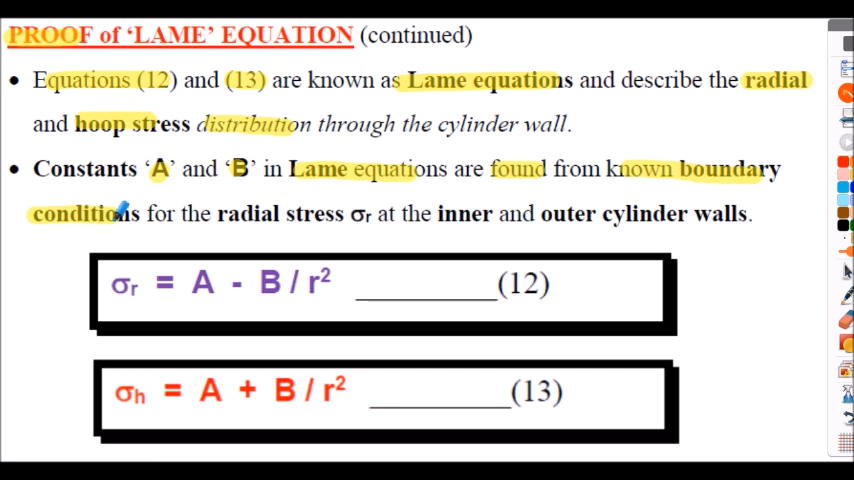 PROOF of ‘LAME’ EQUATION (continued)
• Equations (12) and (13) are known as Lame equations and describe the radial
and hoop stress distribution through the cylinder wall.
• Constants ‘A’ and ‘B’ in Lame equations are found from known boundary
conditions for the radial stress σr at the inner and outer cylinder walls.
σr = A - B / r² __________(12)
σh = A + B / r² __________(13)